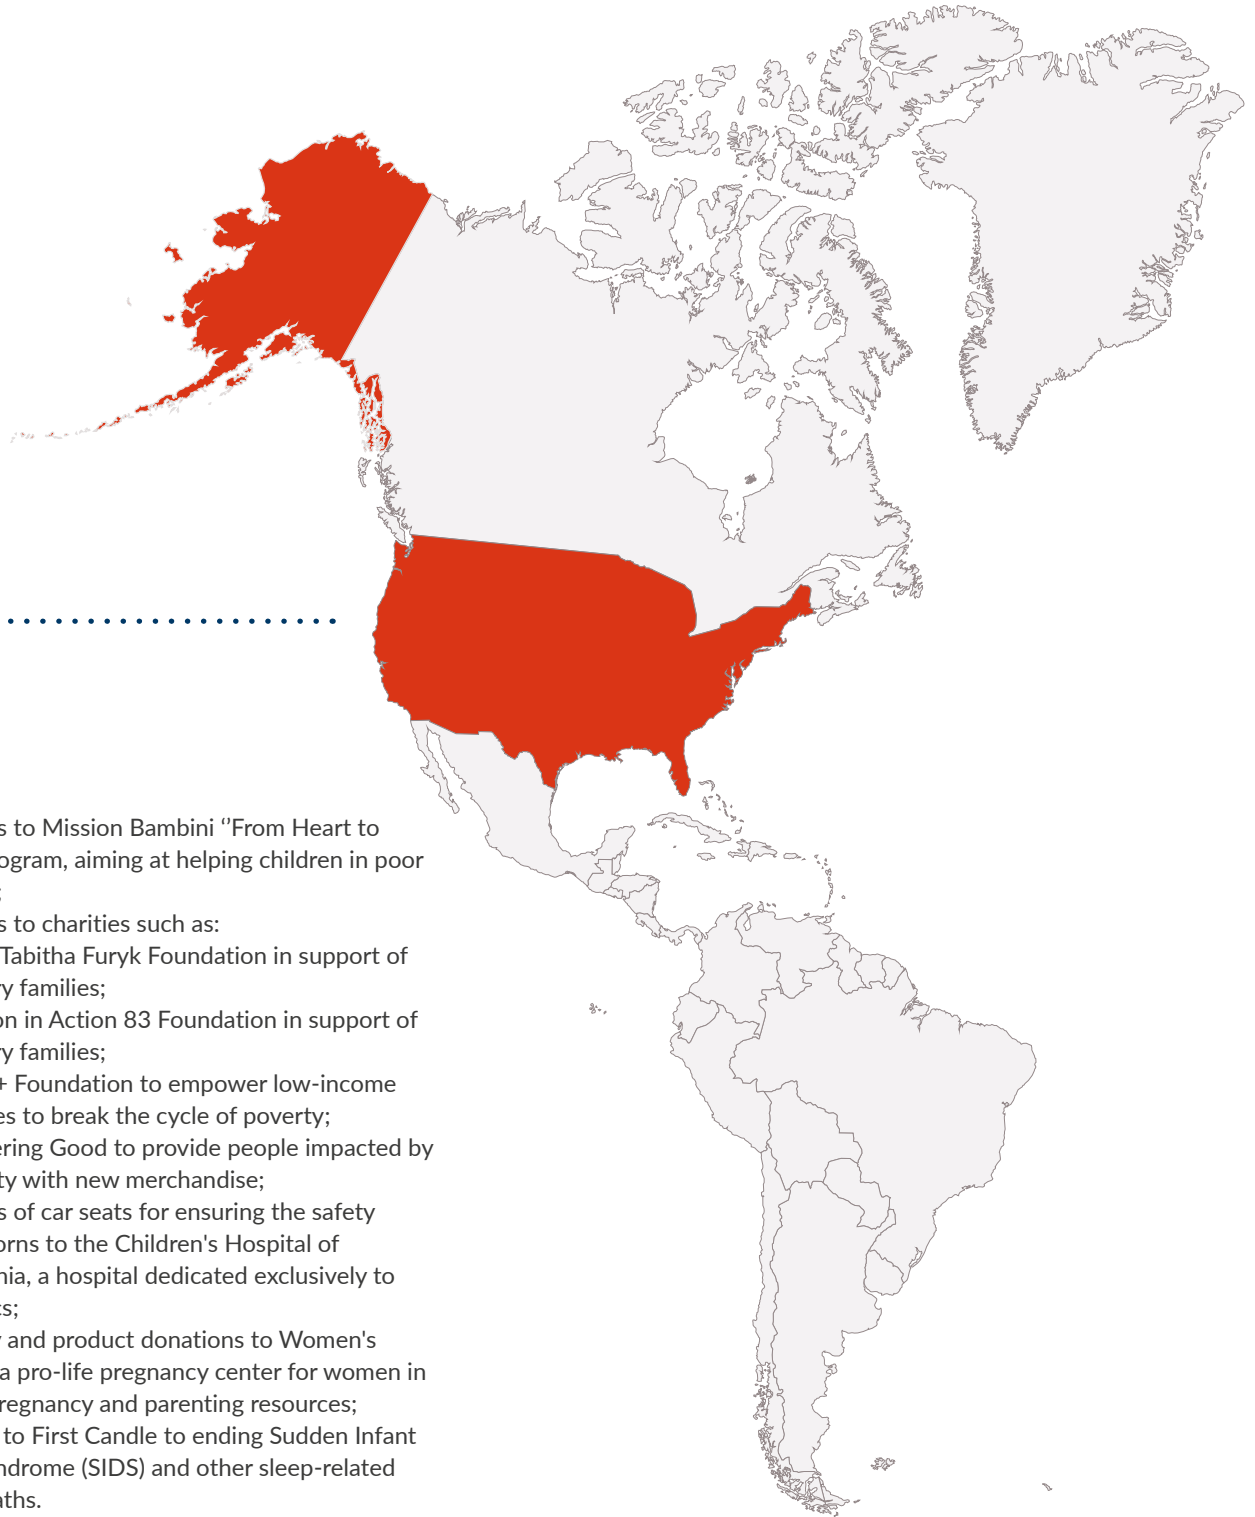 s to Mission Bambini ‘’From Heart to
ogram, aiming at helping children in poor
;
s to charities such as:
Tabitha Furyk Foundation in support of
ry families;
on in Action 83 Foundation in support of
ry families;
+ Foundation to empower low-income
es to break the cycle of poverty;
ering Good to provide people impacted by
ty with new merchandise;
s of car seats for ensuring the safety
orns to the Children's Hospital of
nia, a hospital dedicated exclusively to
cs;
y and product donations to Women's
a pro-life pregnancy center for women in
regnancy and parenting resources;
to First Candle to ending Sudden Infant
ndrome (SIDS) and other sleep-related
aths.